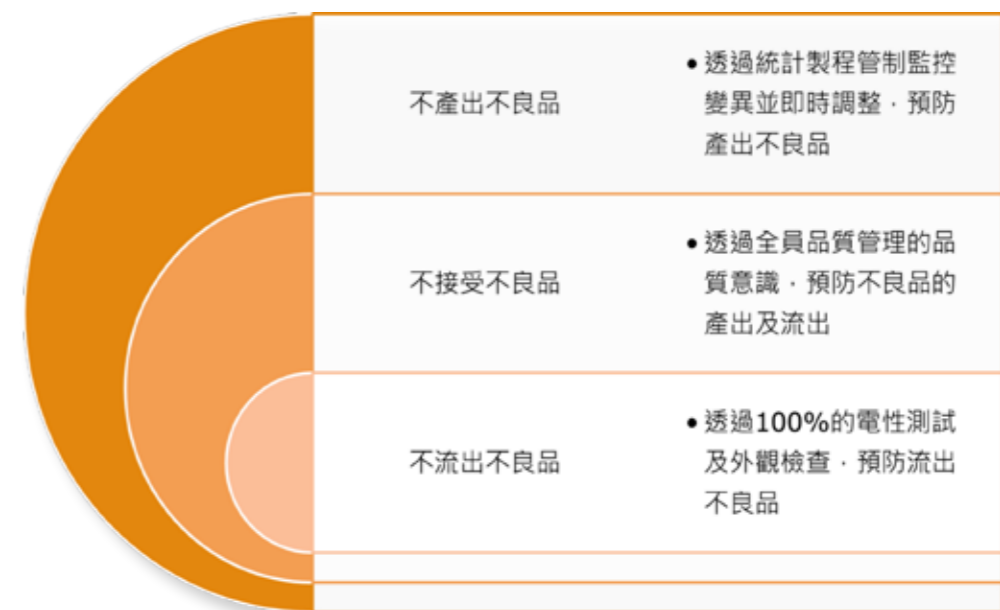 不產出不良品
• 透過統計製程管制監控
變異並即時調整，預防
產出不良品
不接受不良品
• 透過全員品質管理的品
質意識，預防不良品的
產出及流出
不流出不良品
• 透過100%的電性測試
及外觀檢查，預防流出
不良品